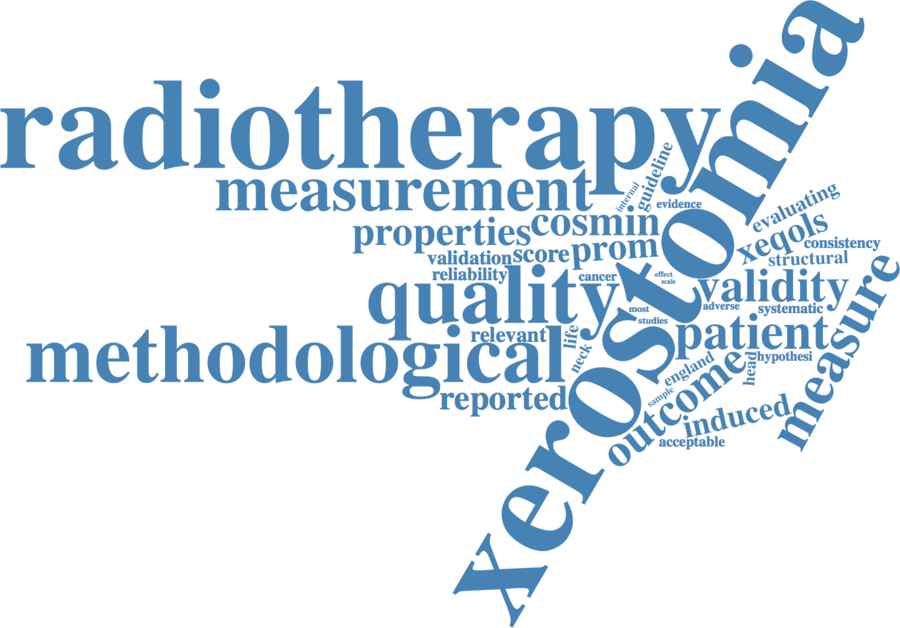 xerostomia
radiotherapy
guideline
internal
measurement
evidence
evaluating
cosmin
properties
xeqols
consistency
prom
score
validation
structural
reliability
cancer
effect
scale
quality
validity
measure
adverse
systematic
most
studies
patient
relevant
life
methodological
neck
head
hypothesi
england
outcome
sample
reported
induced
acceptable